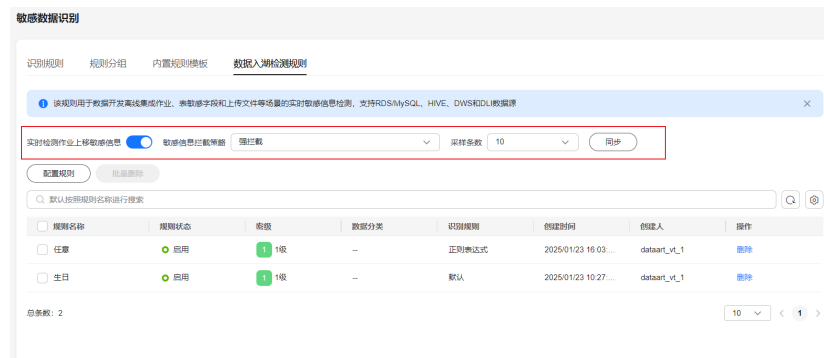 敏感数据识别
识别规则 规则分组 内置规则模板 数据入湖检测规则
该规则用于数据开发离线集成作业、表敏感字段和上传文件等场景的实时敏感信息检测，支持RDS/MySQL、HIVE、DWS和DLI数据源
实时检测作业上移敏感信息 敏感信息拦截策略 强拦截 采样条数 10 同步
配置规则 批量删除
默认按照规则名称进行搜索
规则名称 规则状态 密级 数据分类 识别规则 创建时间 创建人 操作
任意 启用 1 1级 -- 正则表达式 2025/01/23 16:03:... dataart_vt_1 删除
生日 启用 1 1级 -- 默认 2025/01/23 10:27:... dataart_vt_1 删除
总条数：2 10 1